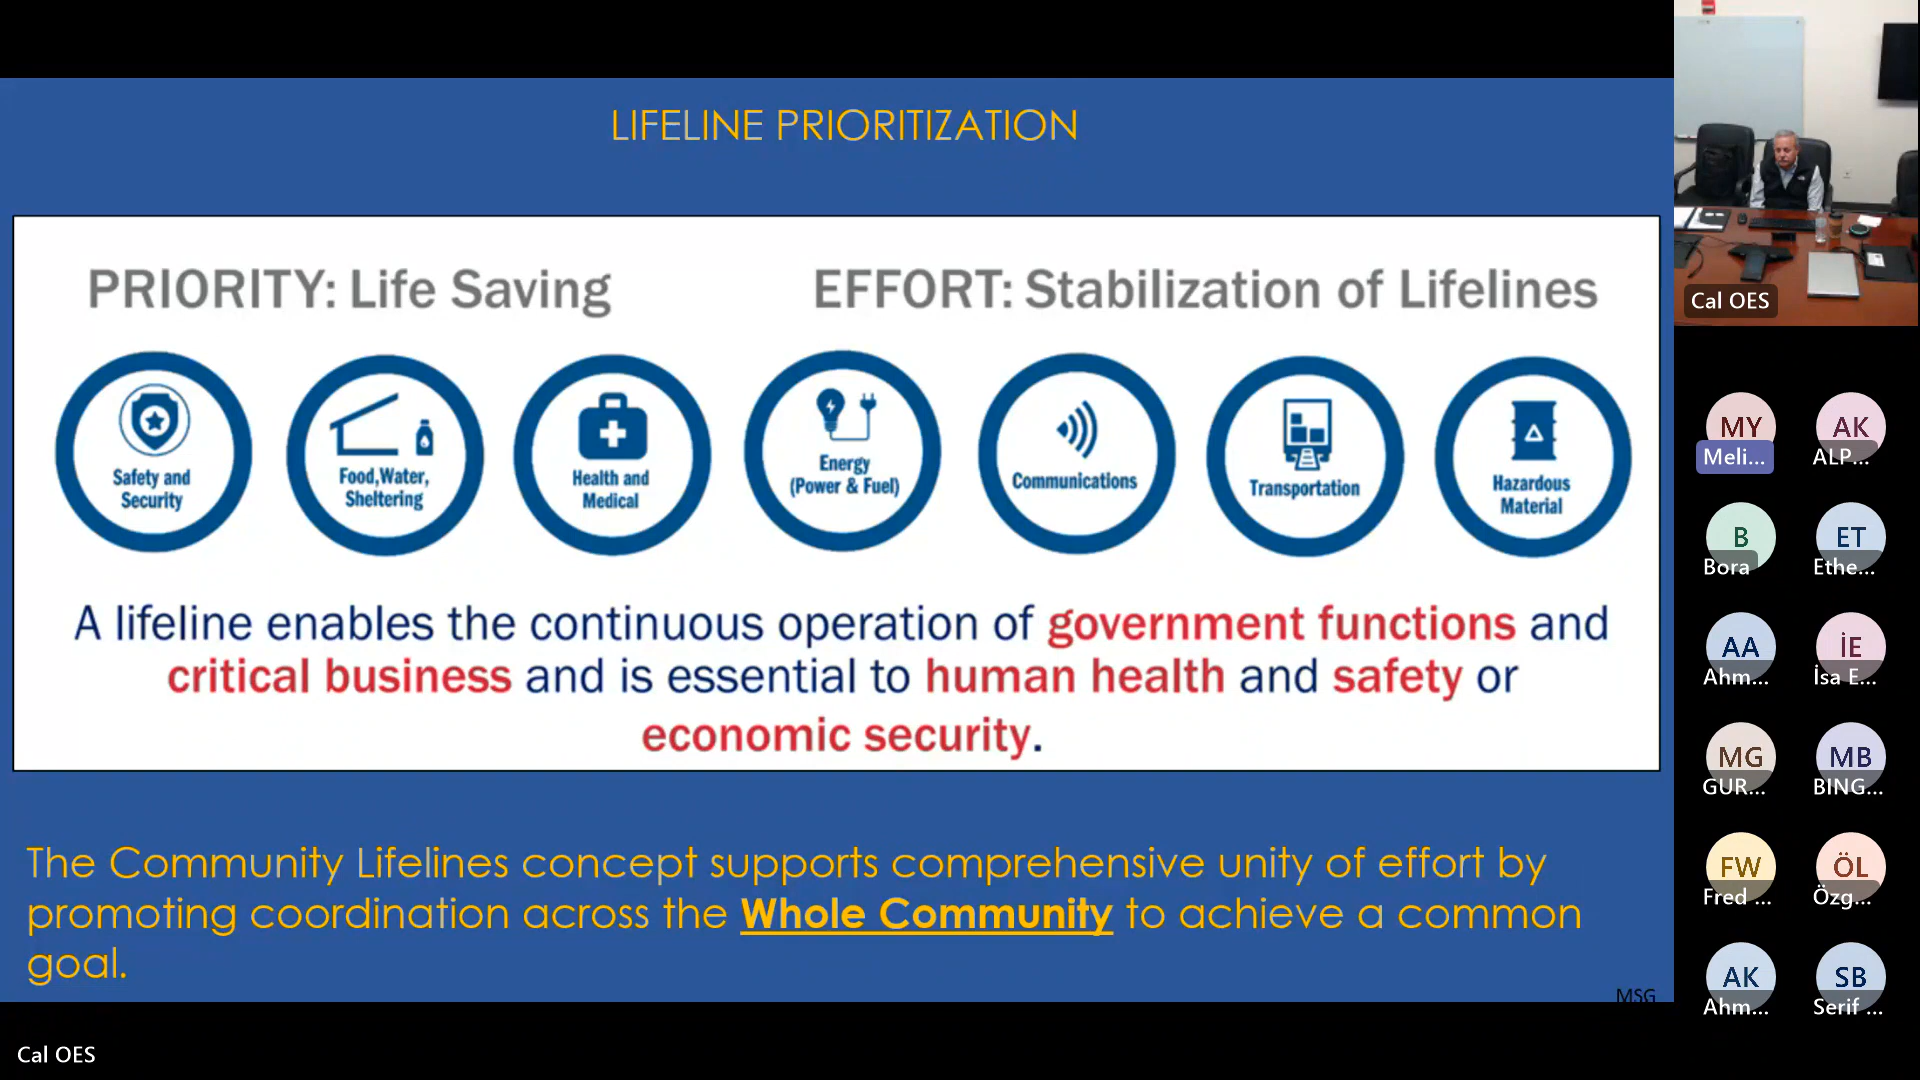 LIFELINE PRIORITIZATION
PRIORITY: Life Saving
EFFORT: Stabilization of Lifelines
Safety and
Security
Food,Water,
Sheltering
Health and
Medical
Energy
(Power & Fuel)
Communications
Transportation
Hazardous
Material
A lifeline enables the continuous operation of government functions and
critical business and is essential to human health and safety or
economic security.
The Community Lifelines concept supports comprehensive unity of effort by
promoting coordination across the Whole Community to achieve a common
goal.
MSG
Cal OES
Cal OES
MY
Meli...
AK
ALP...
B
Bora
ET
Ethe...
AA
Ahm...
İE
İsa E...
MG
GUR...
MB
BING...
FW
Fred ...
ÖL
Özg...
AK
Ahm...
SB
Serif ...